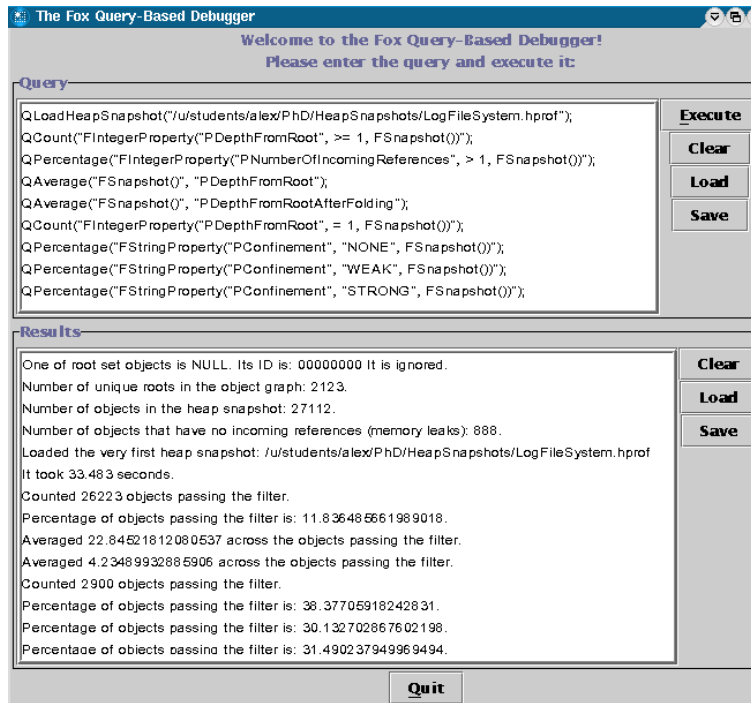 The Fox Query-Based Debugger
Welcome to the Fox Query-Based Debugger!
Please enter the query and execute it:
Query
QLoadHeapSnapshot("/u/students/alex/PhD/HeapSnapshots/LogFileSystem.hprof");
QCount("FIntegerProperty("PDepthFromRoot", >= 1, FSnapshot())");
QPercentage("FIntegerProperty("PNumberOfIncomingReferences", > 1, FSnapshot())");
QAverage("FSnapshot()", "PDepthFromRoot");
QAverage("FSnapshot()", "PDepthFromRootAfterFolding");
QCount("FIntegerProperty("PDepthFromRoot", = 1, FSnapshot())");
QPercentage("FStringProperty("PConfinement", "NONE", FSnapshot())");
QPercentage("FStringProperty("PConfinement", "WEAK", FSnapshot())");
QPercentage("FStringProperty("PConfinement", "STRONG", FSnapshot())");
Execute
Clear
Load
Save
Results
One of root set objects is NULL. Its ID is: 00000000 It is ignored.
Number of unique roots in the object graph: 2123.
Number of objects in the heap snapshot: 27112.
Number of objects that have no incoming references (memory leaks): 888.
Loaded the very first heap snapshot: /u/students/alex/PhD/HeapSnapshots/LogFileSystem.hprof
It took 33.483 seconds.
Counted 26223 objects passing the filter.
Percentage of objects passing the filter is: 11.836485661989018.
Averaged 22.84521812080537 across the objects passing the filter.
Averaged 4.23489932885906 across the objects passing the filter.
Counted 2900 objects passing the filter.
Percentage of objects passing the filter is: 38.37705918242831.
Percentage of objects passing the filter is: 30.132702867602198.
Percentage of objects passing the filter is: 31.490237949969494.
Clear
Load
Save
Quit